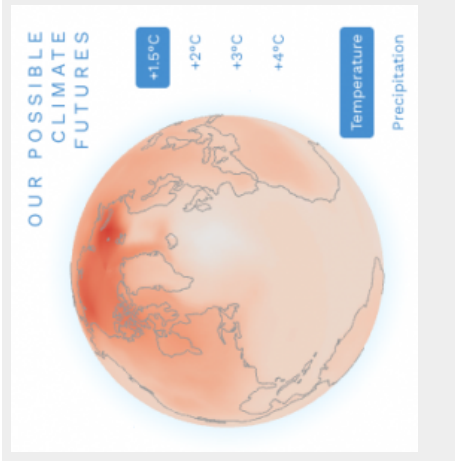 OUR POSSIBLE
CLIMATE
FUTURES
+1.5°C
+2°C
+3°C
+4°C
Temperature
Precipitation